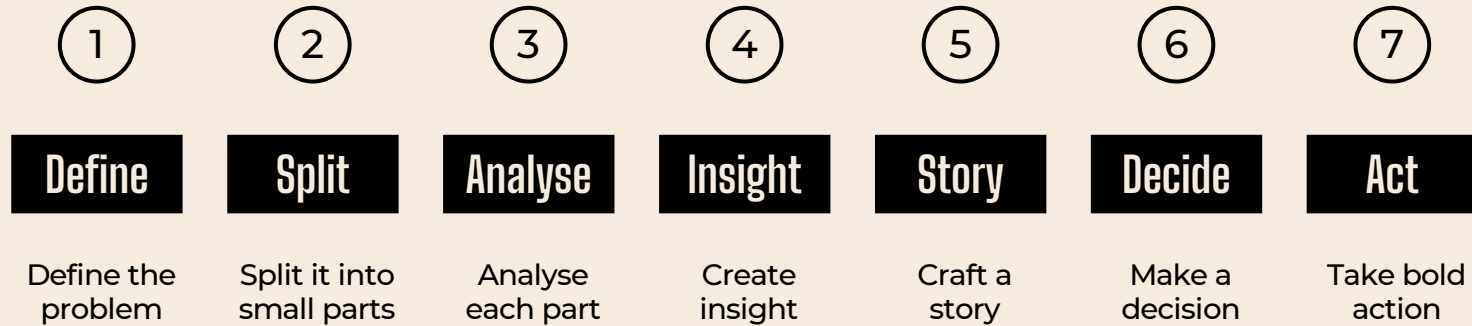 1
2
3
4
5
6
7
Define
Split
Analyse
Insight
Story
Decide
Act
Define the
problem
Split it into
small parts
Analyse
each part
Create
insight
Craft a
story
Make a
decision
Take bold
action